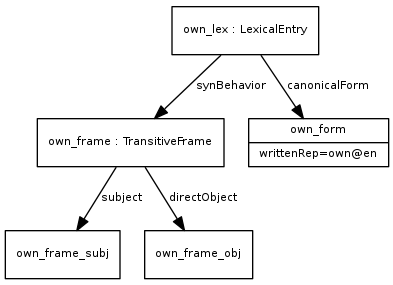 own_lex : LexicalEntry
synBehavior
canonicalForm
own_frame : TransitiveFrame
own_form
writtenRep=own@en
subject
directObject
own_frame_subj
own_frame_obj